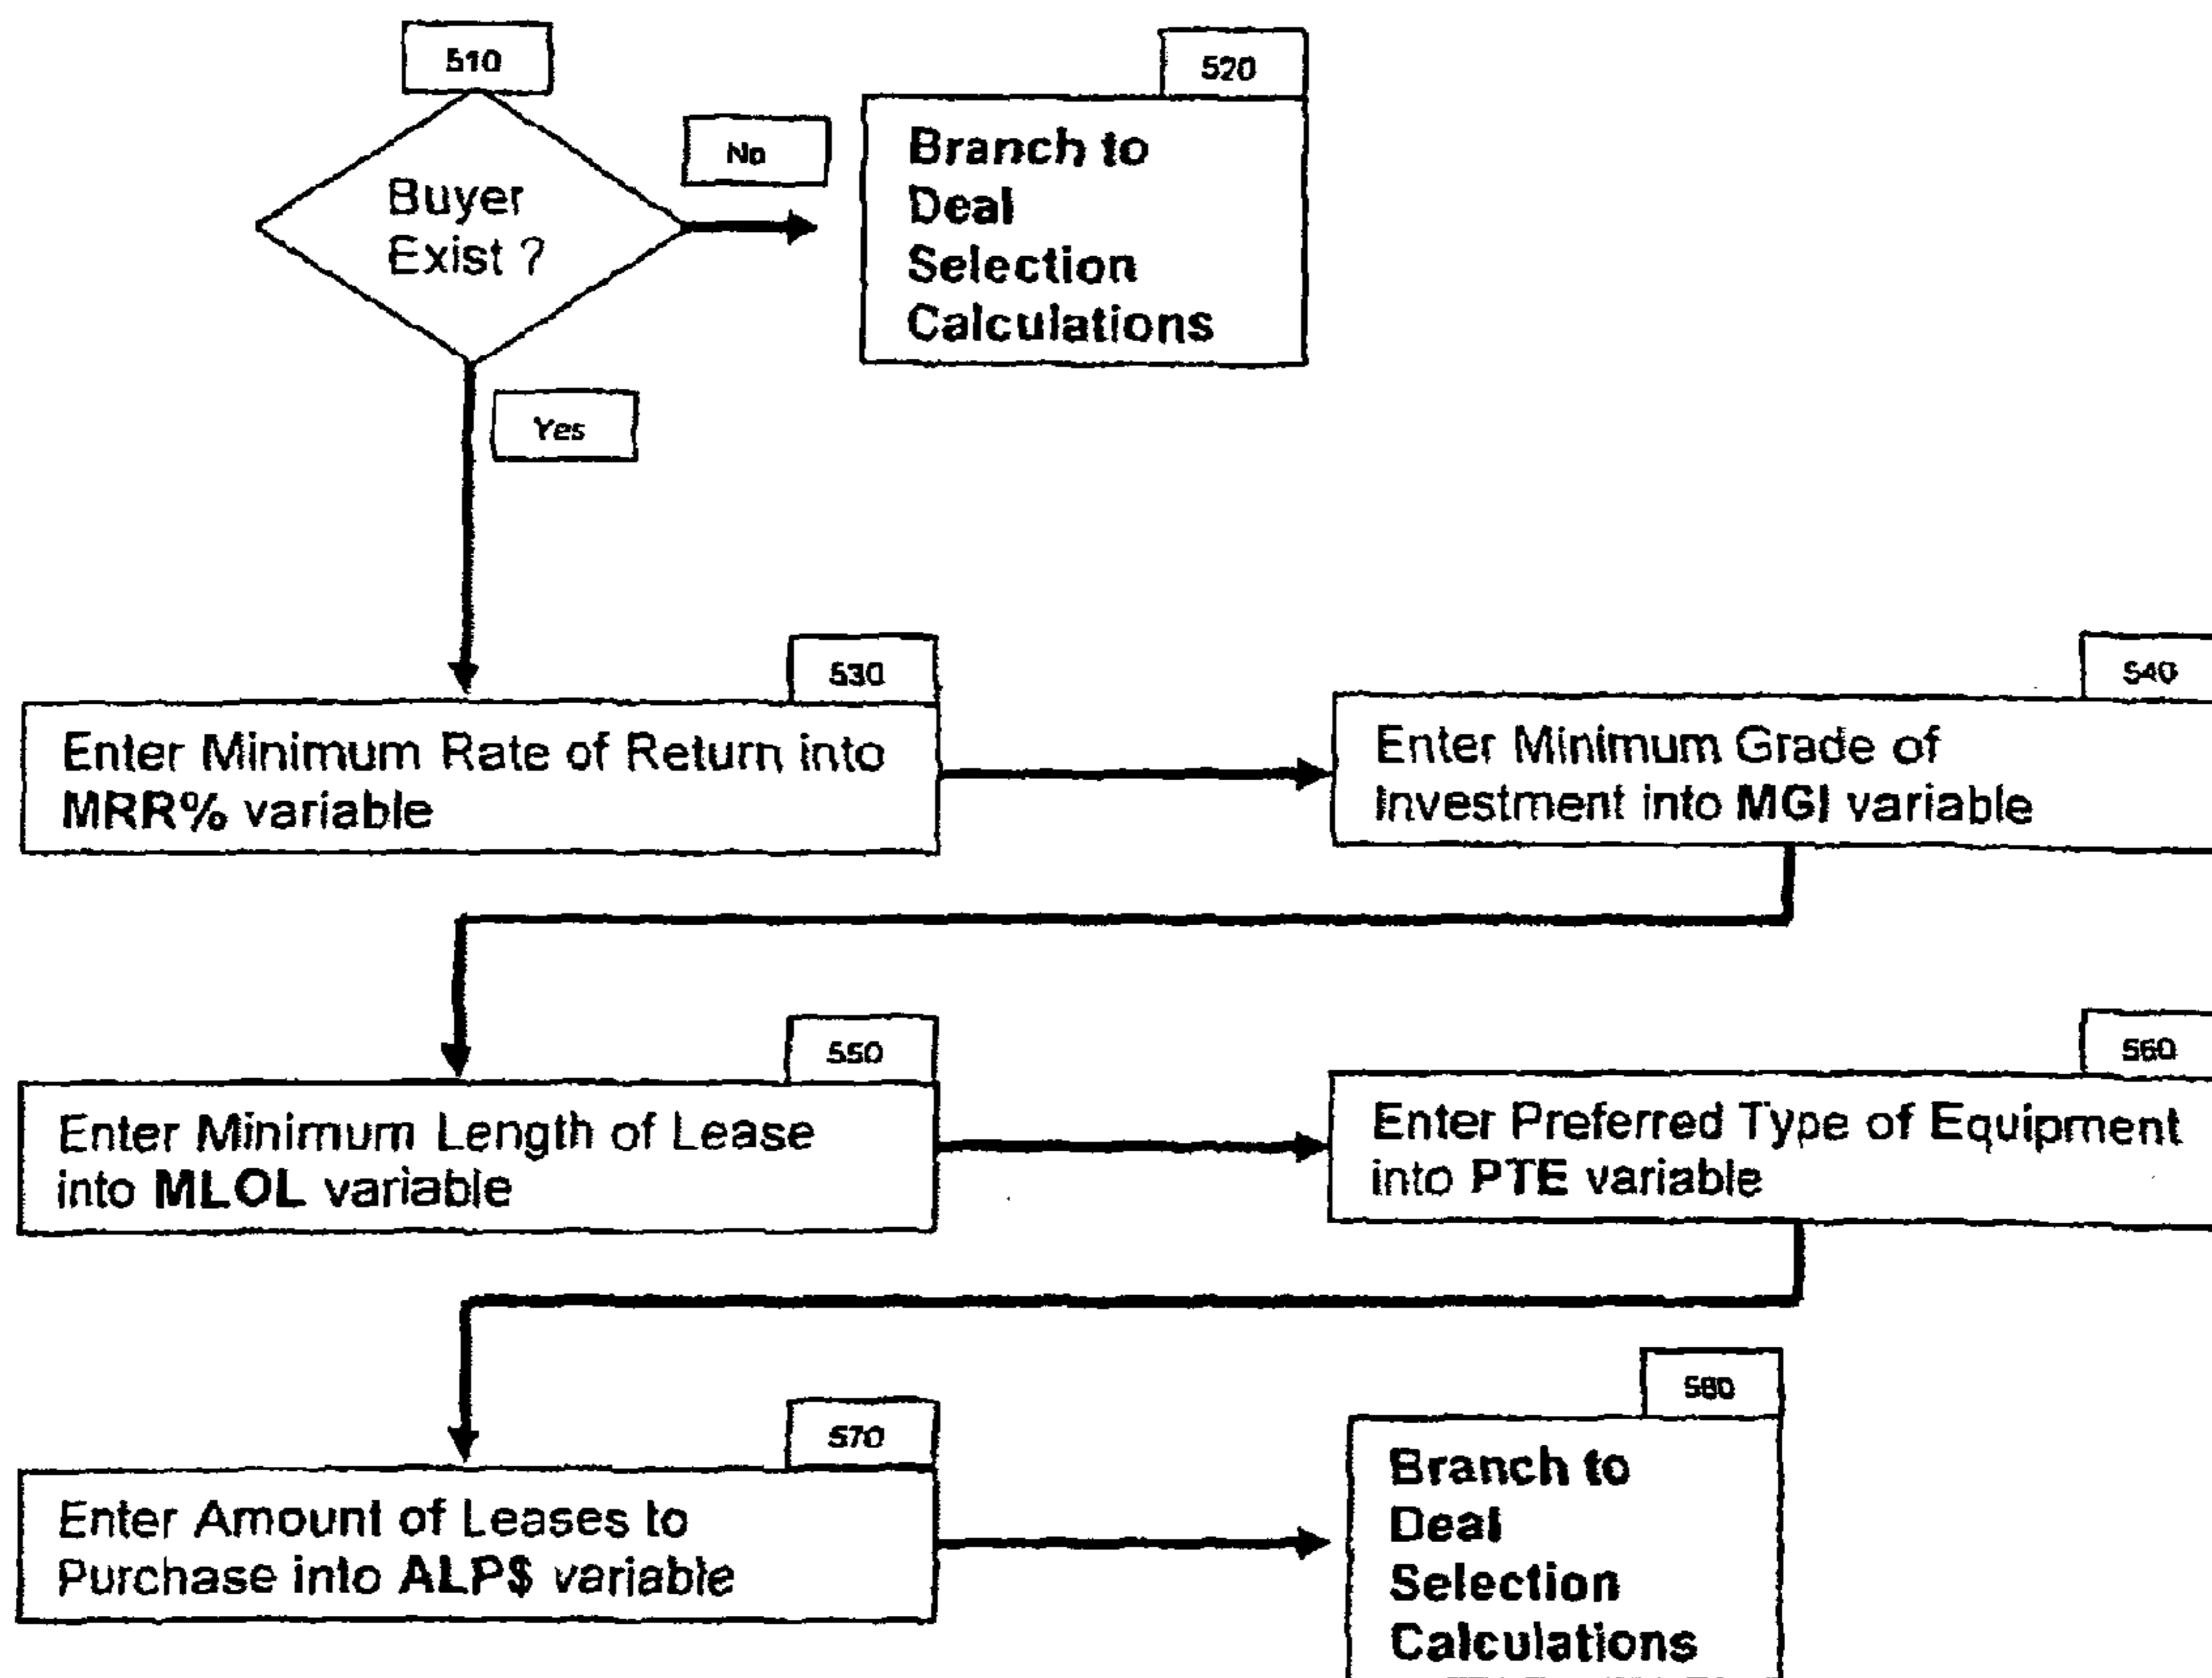 510
Buyer
Exist ?
No
520
Branch to
Deal
Selection
Calculations
Yes
530
Enter Minimum Rate of Return into
MRR% variable
540
Enter Minimum Grade of
Investment into MGI variable
550
Enter Minimum Length of Lease
into MLOL variable
560
Enter Preferred Type of Equipment
into PTE variable
570
Enter Amount of Leases to
Purchase into ALP$ variable
580
Branch to
Deal
Selection
Calculations